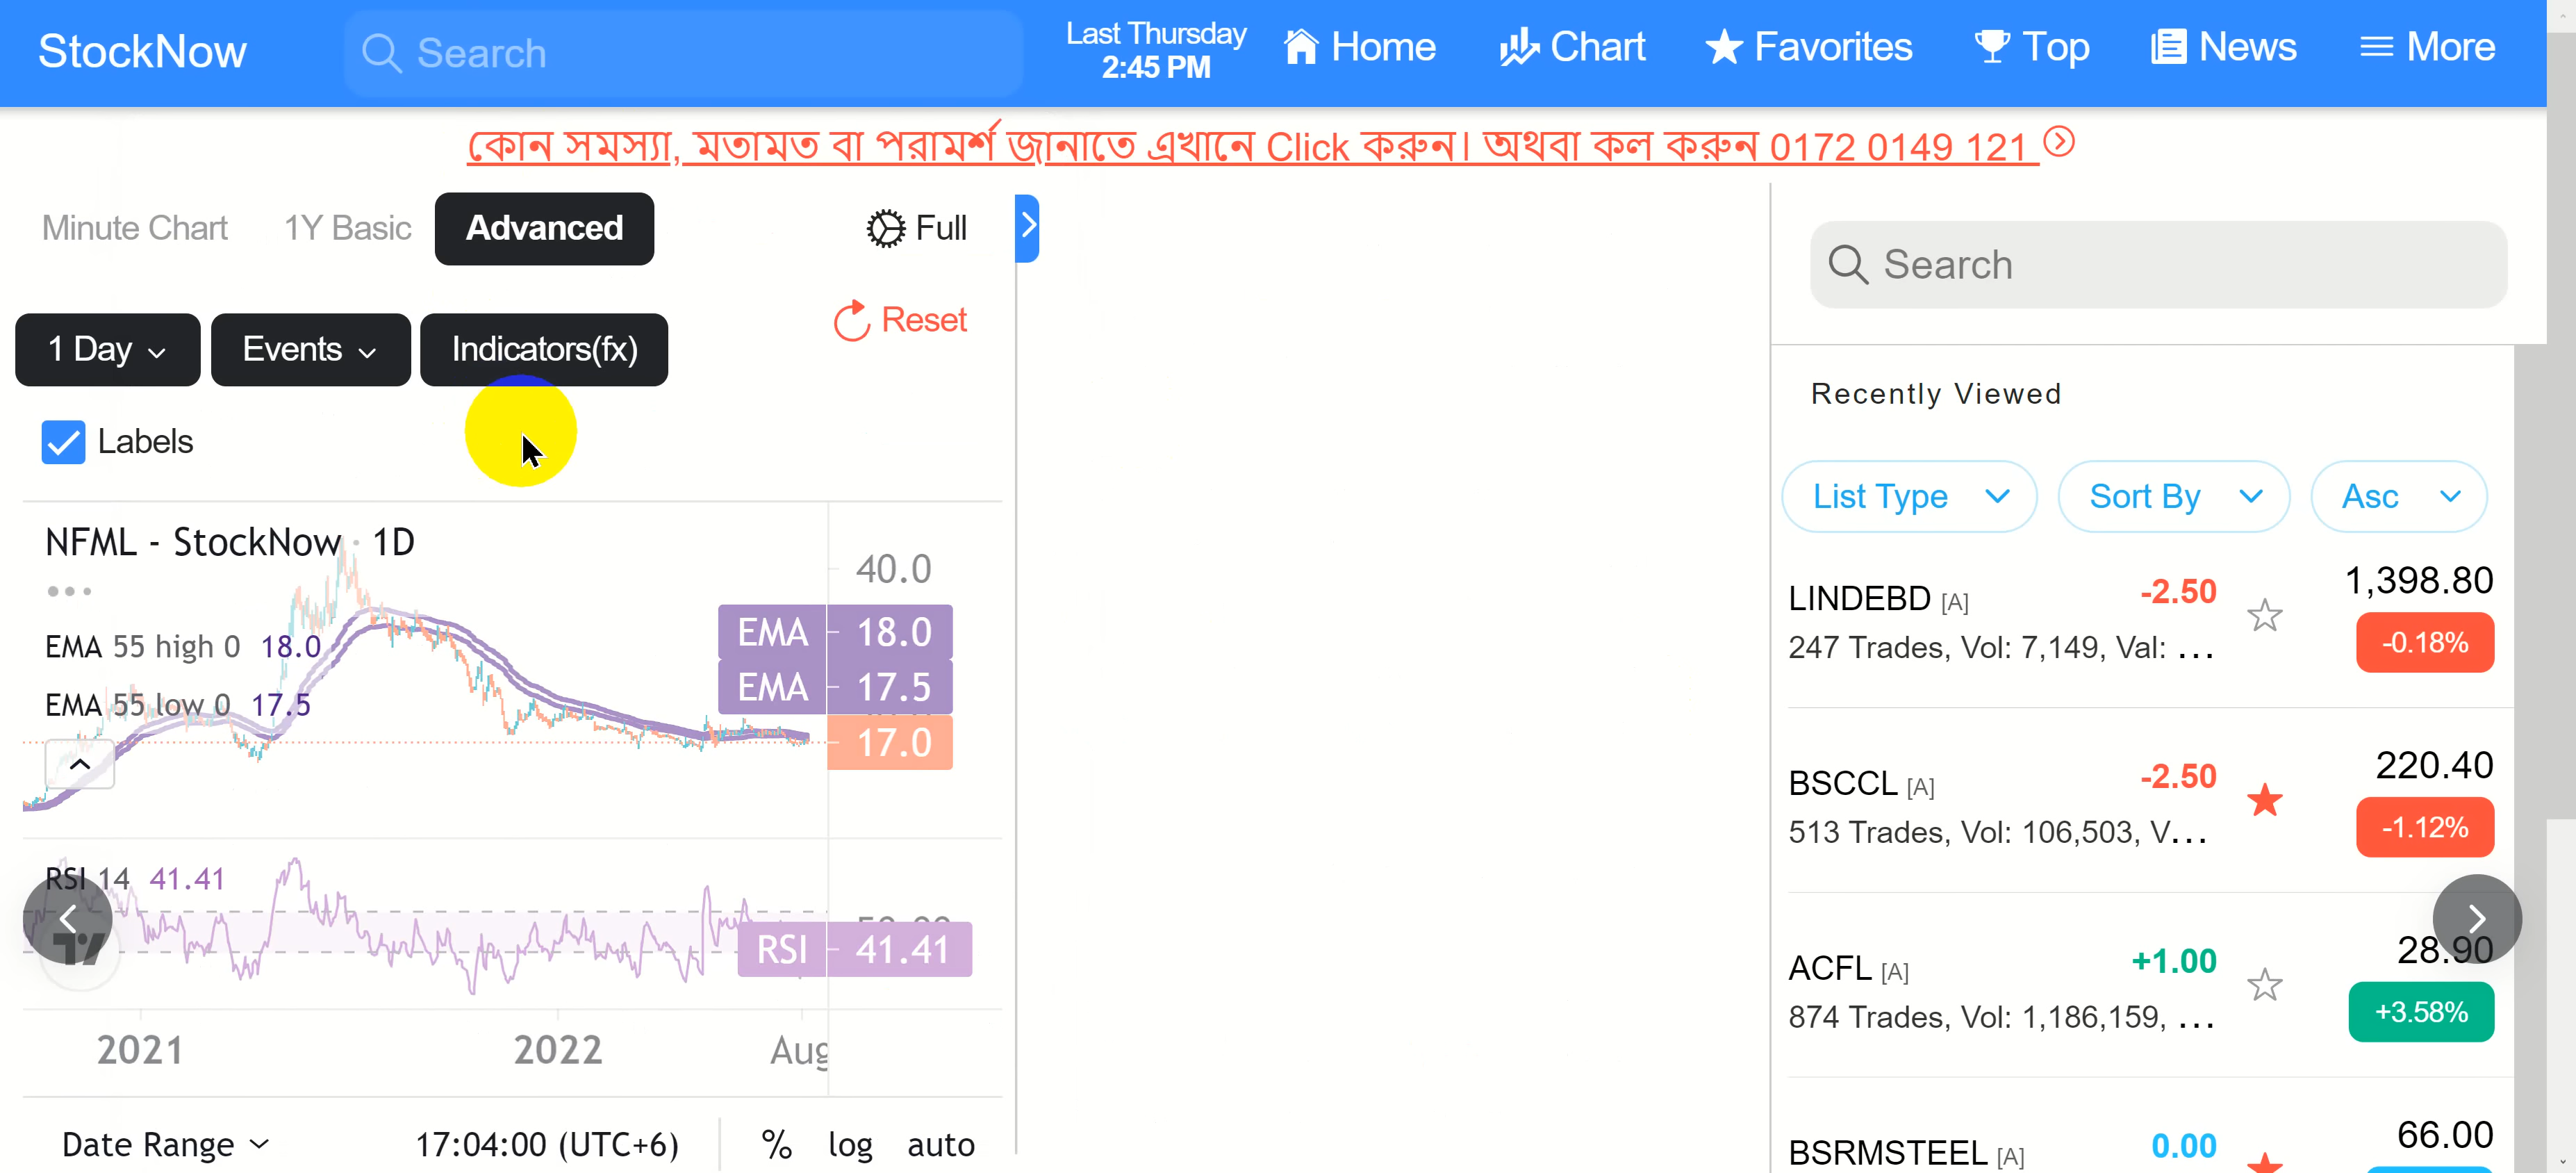 StockNow
Search
Last Thursday
2:45 PM
Home
Chart
Favorites
Top
News
More
কোন সমস্যা, মতামত বা পরামর্শ জানাতে এখানে Click করুন। অথবা কল করুন 0172 0149 121
Minute Chart
1Y Basic
Advanced
Full
Reset
1 Day
Events
Indicators(fx)
Labels
NFML - StockNow · 1D
40.0
EMA 55 high 0 18.0
EMA 18.0
EMA 17.5
EMA 55 low 0 17.5
17.0
RSI 14 41.41
RSI 41.41
2021
2022
Aug
Date Range
17:04:00 (UTC+6)
%
log
auto
Search
Recently Viewed
List Type
Sort By
Asc
LINDEBD [A]
-2.50
1,398.80
247 Trades, Vol: 7,149, Val: ...
-0.18%
BSCCL [A]
-2.50
220.40
513 Trades, Vol: 106,503, V...
-1.12%
ACFL [A]
+1.00
28.90
874 Trades, Vol: 1,186,159, ...
+3.58%
BSRMSTEEL [A]
0.00
66.00